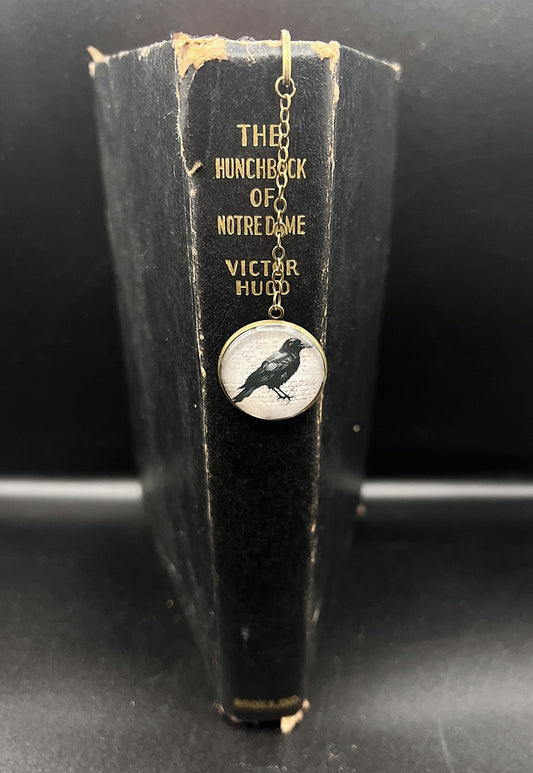 THE
HUNCHBACK
OF
NOTRE DAME
VICTOR
HUGO